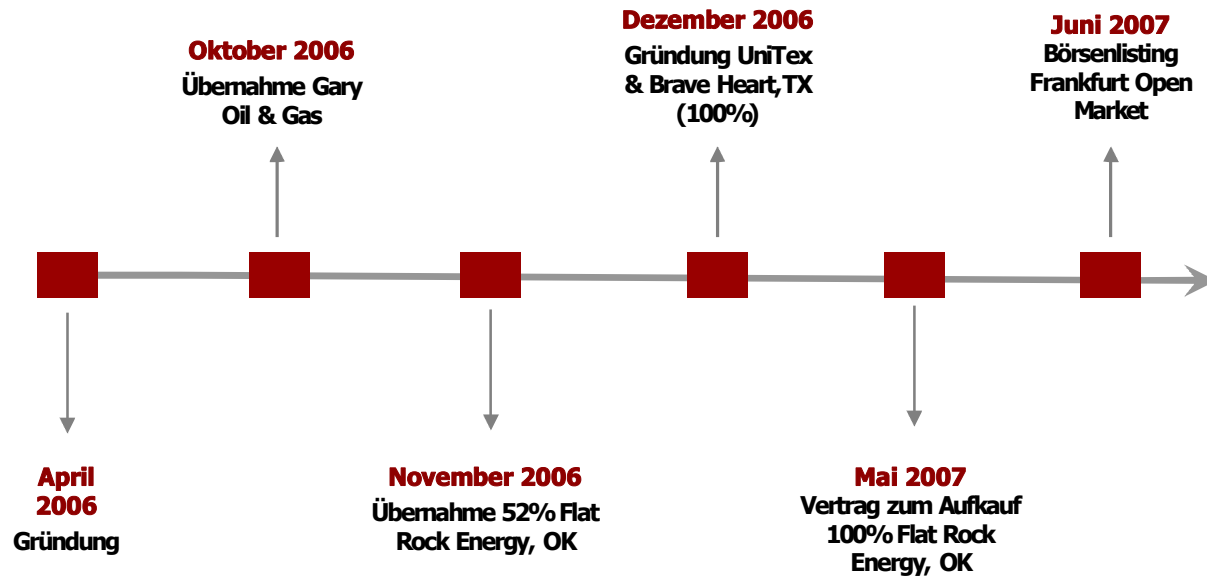 April
2006
Gründung
Oktober 2006
Übernahme Gary
Oil & Gas
November 2006
Übernahme 52% Flat
Rock Energy, OK
Dezember 2006
Gründung UniTex
& Brave Heart, TX
(100%)
Mai 2007
Vertrag zum Aufkauf
100% Flat Rock
Energy, OK
Juni 2007
Börsenlisting
Frankfurt Open
Market